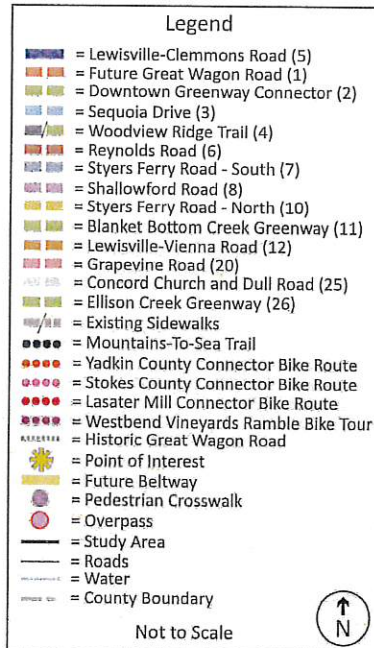 Legend
= Lewisville-Clemmons Road (5)
= Future Great Wagon Road (1)
= Downtown Greenway Connector (2)
= Sequoia Drive (3)
= Woodview Ridge Trail (4)
= Reynolds Road (6)
= Styers Ferry Road - South (7)
= Shallowford Road (8)
= Styers Ferry Road - North (10)
= Blanket Bottom Creek Greenway (11)
= Lewisville-Vienna Road (12)
= Grapevine Road (20)
= Concord Church and Dull Road (25)
= Ellison Creek Greenway (26)
= Existing Sidewalks
= Mountains-To-Sea Trail
= Yadkin County Connector Bike Route
= Stokes County Connector Bike Route
= Lasater Mill Connector Bike Route
= Westbend Vineyards Ramble Bike Tour
= Historic Great Wagon Road
= Point of Interest
= Future Beltway
= Pedestrian Crosswalk
= Overpass
= Study Area
= Roads
= Water
= County Boundary
Not to Scale
N